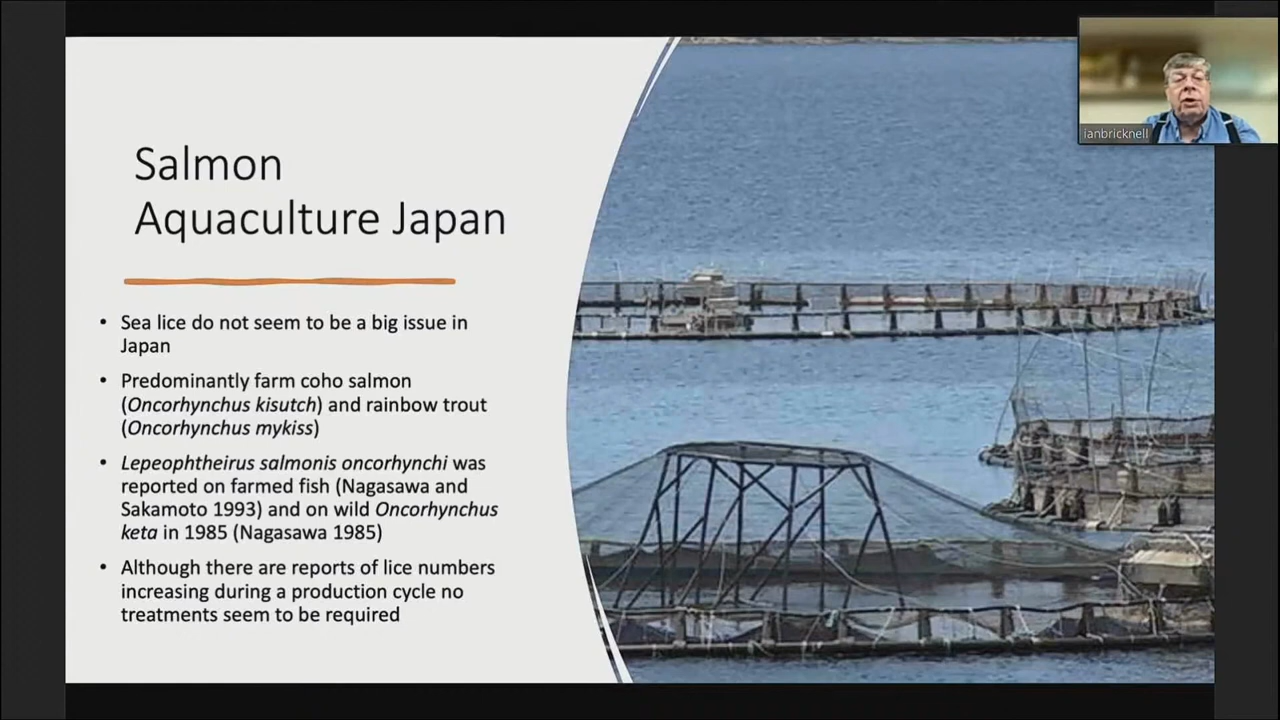 ianbricknell
Salmon
Aquaculture Japan
• Sea lice do not seem to be a big issue in
Japan
• Predominantly farm coho salmon
(Oncorhynchus kisutch) and rainbow trout
(Oncorhynchus mykiss)
• Lepeophtheirus salmonis oncorhynchi was
reported on farmed fish (Nagasawa and
Sakamoto 1993) and on wild Oncorhynchus
keta in 1985 (Nagasawa 1985)
• Although there are reports of lice numbers
increasing during a production cycle no
treatments seem to be required